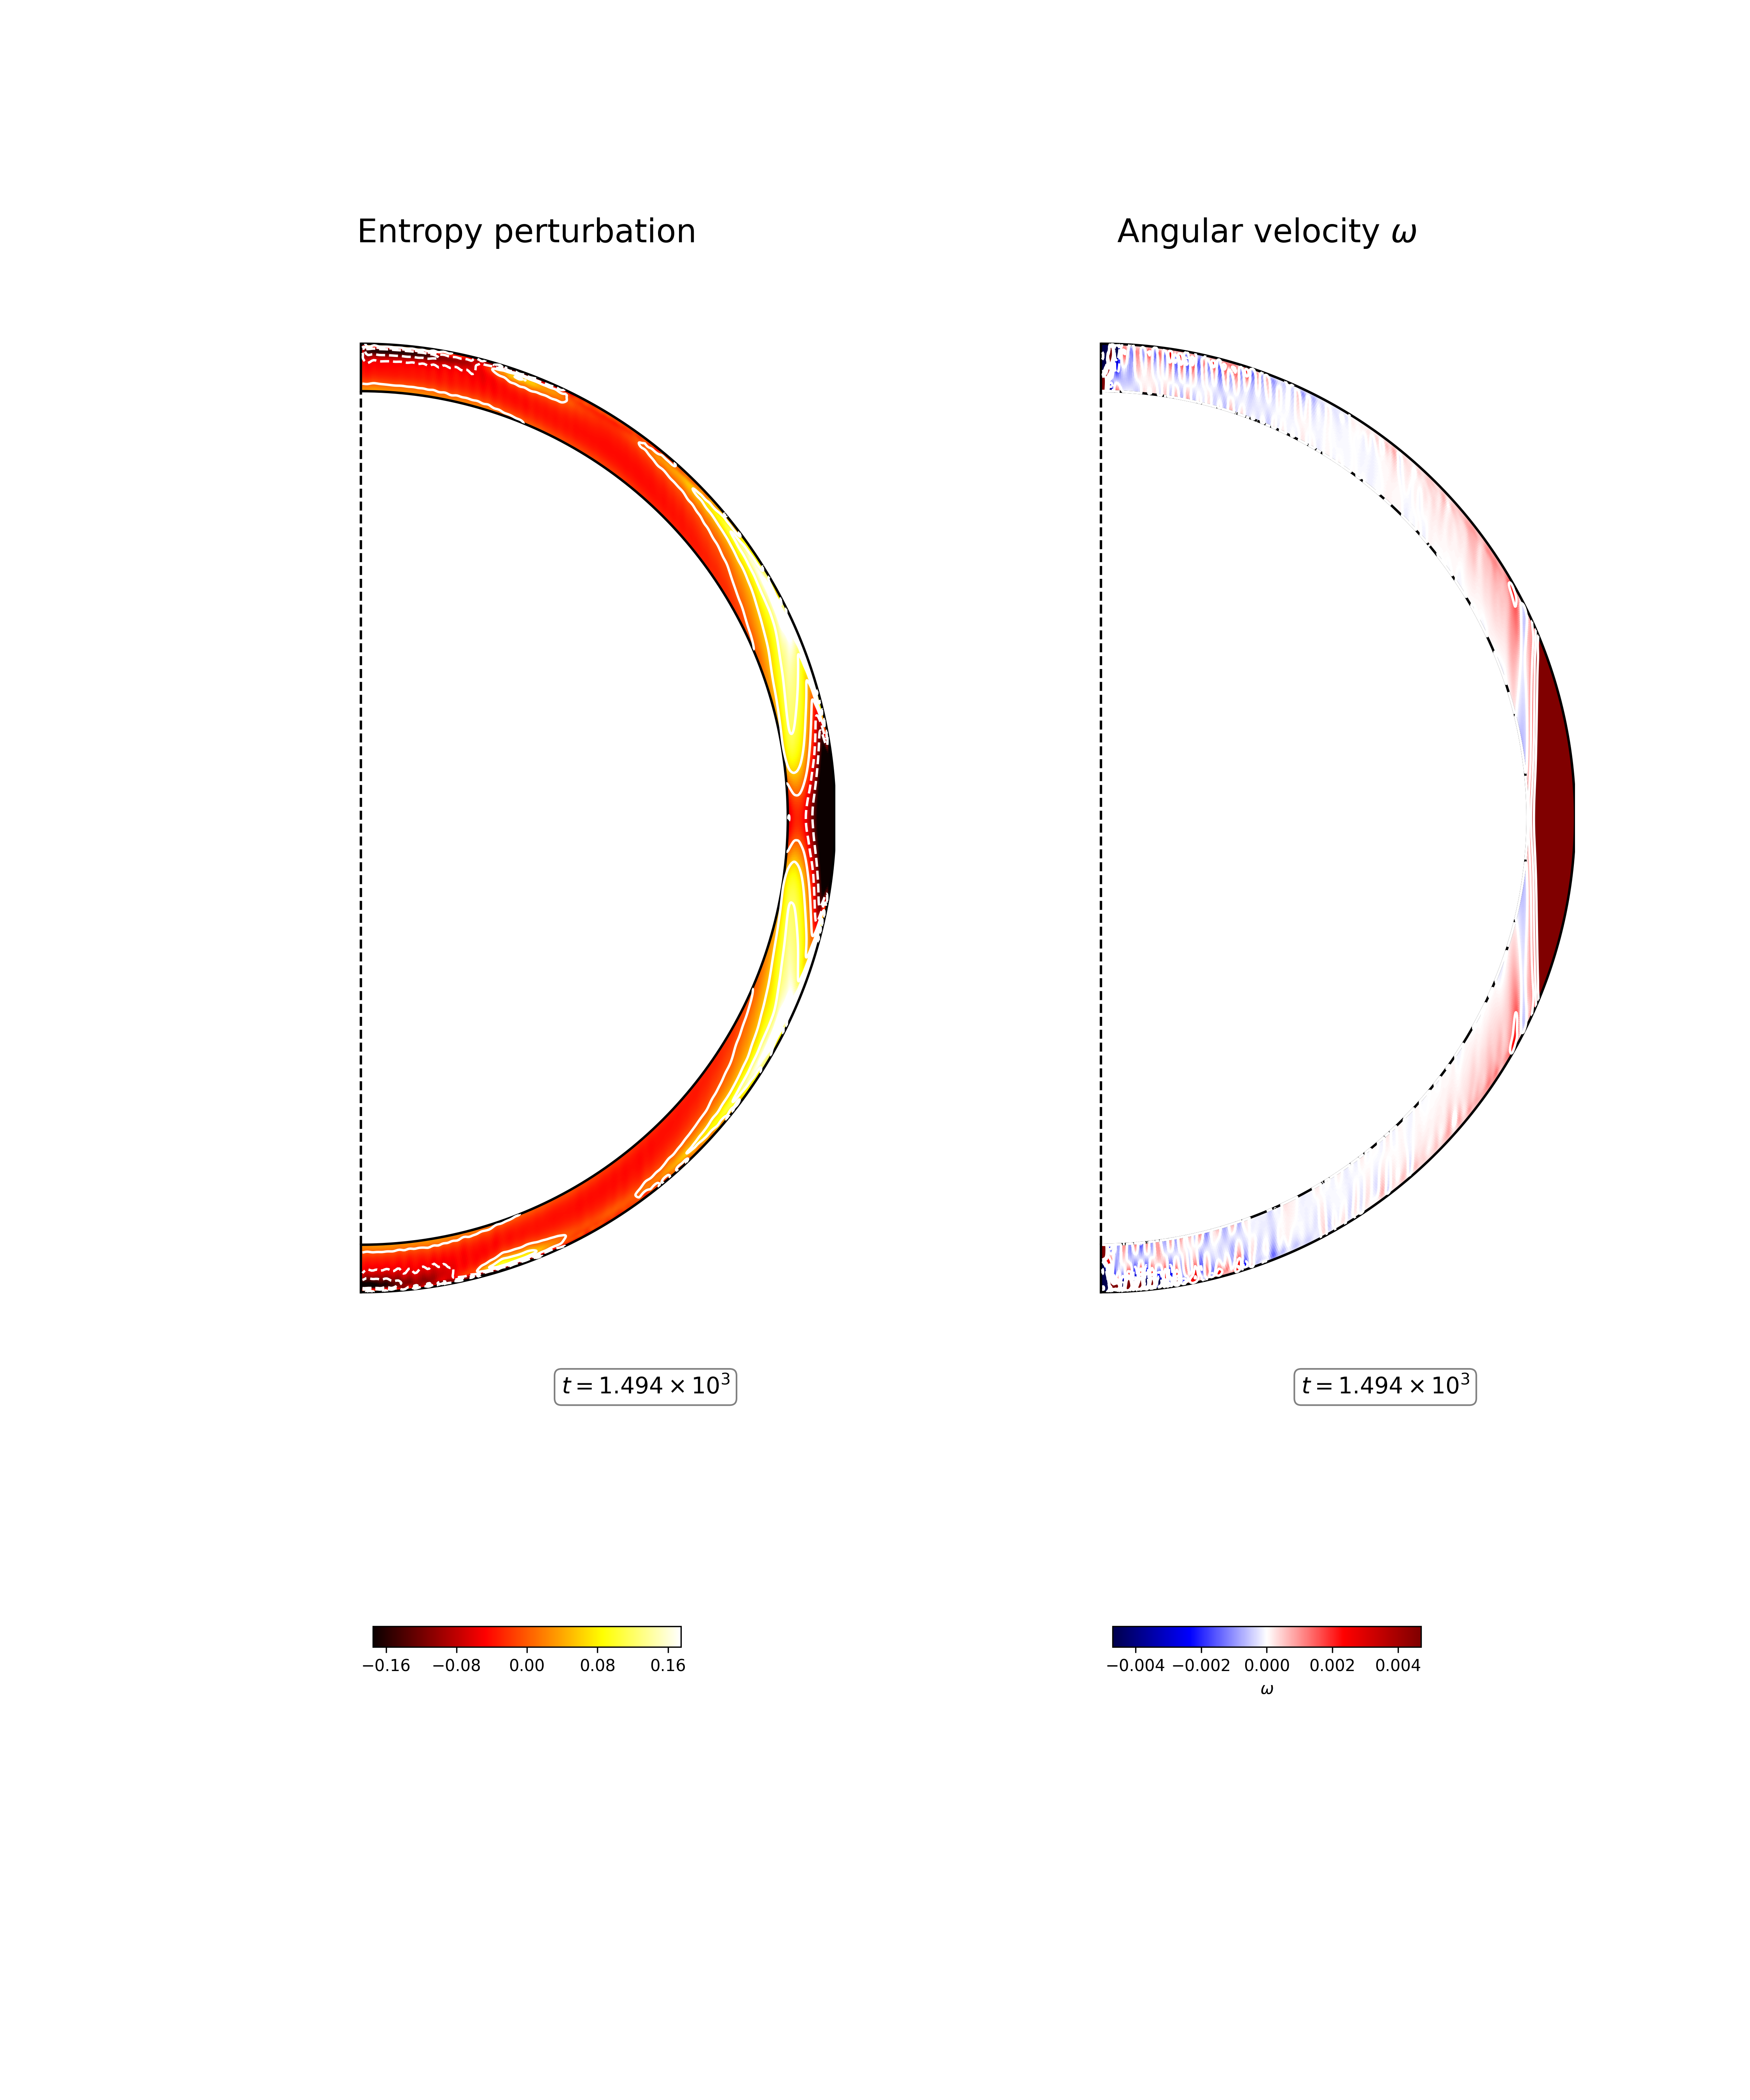 Entropy perturbation
Angular velocity ω
t = 1.494 × 10³
t = 1.494 × 10³
−0.16 −0.08 0.00 0.08 0.16
−0.004 −0.002 0.000 0.002 0.004
ω